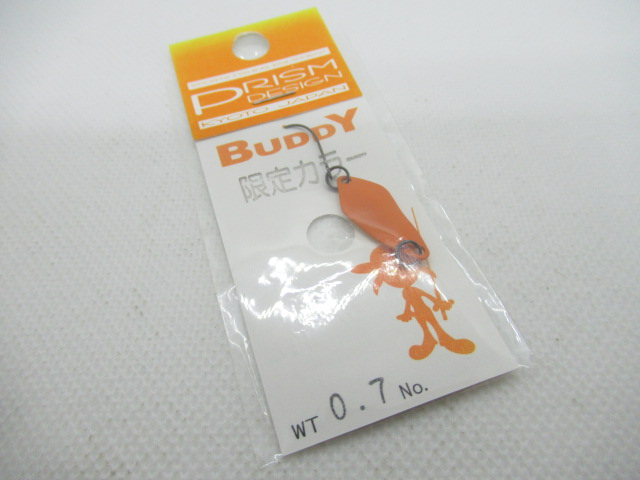 PRISM
DESIGN
KYOTO JAPAN
BUDDY
限定カラー
WT 0.7 No.